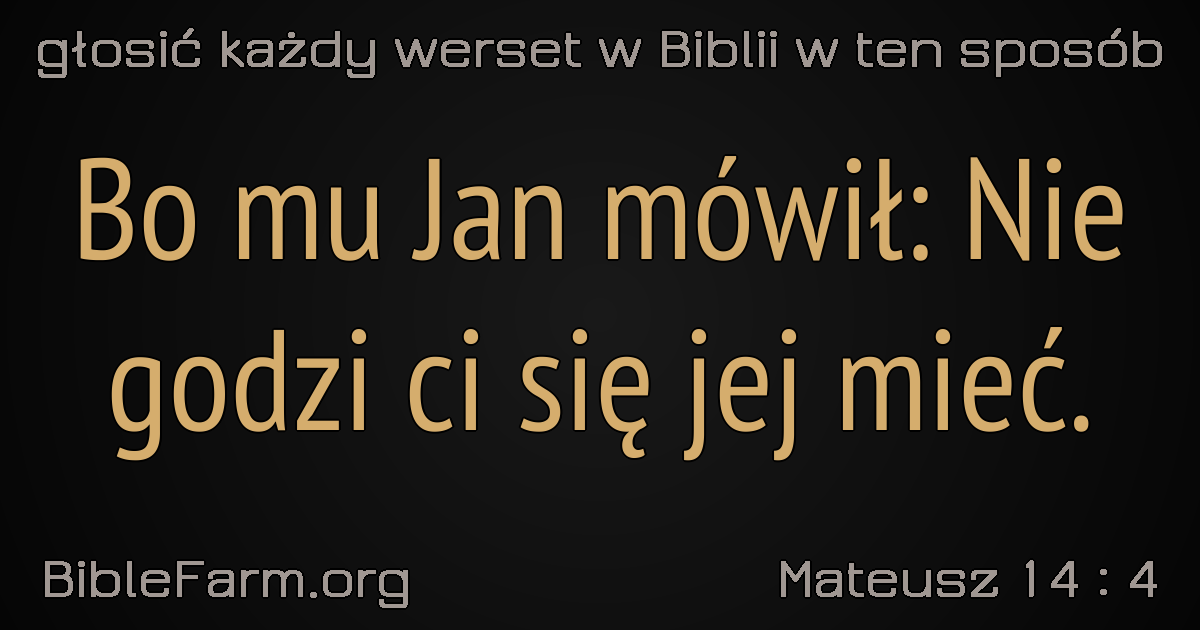 głosić każdy werset w Biblii w ten sposób
Bo mu Jan mówił: Nie
godzi ci się jej mieć.
BibleFarm.org
Mateusz 14 : 4